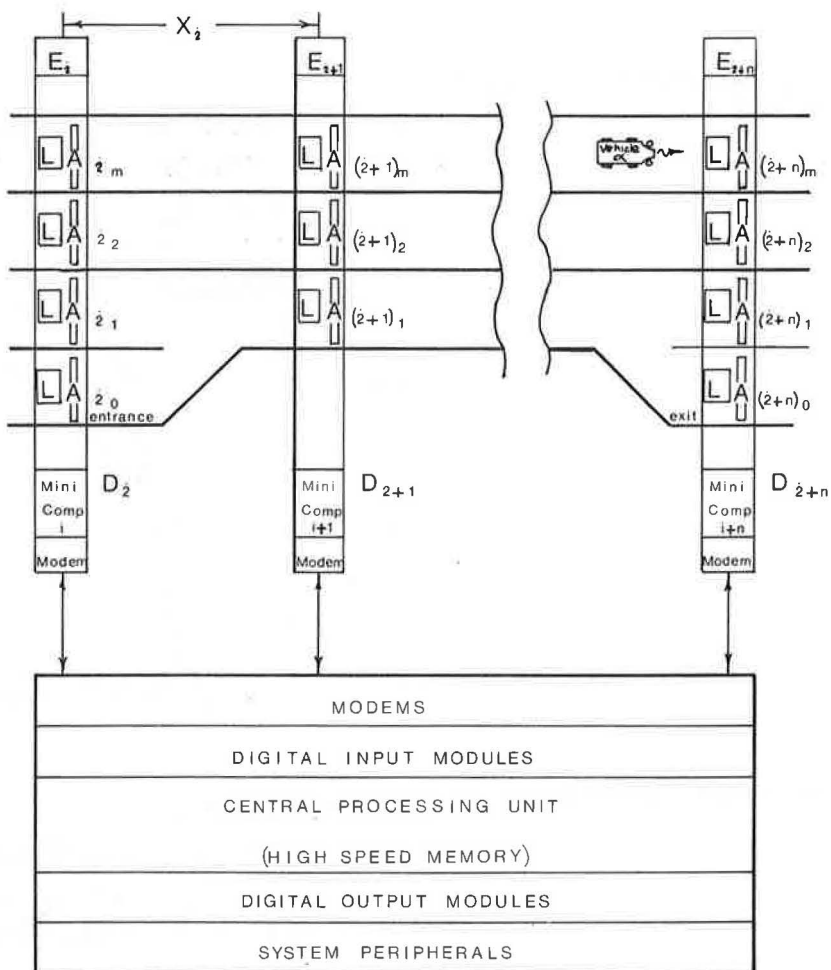 X_i
E_i E_i+1 E_i+n
L A i_m L A (i+1)_m Vehicle α L A (i+n)_m
L A i_2 L A (i+1)_2 L A (i+n)_2
L A i_1 L A (i+1)_1 L A (i+n)_1
L A i_0 entrance exit L A (i+n)_0
Mini Comp i D_i Mini Comp i+1 D_i+1 Mini Comp i+n D_i+n
Modem Modem Modem
MODEMS
DIGITAL INPUT MODULES
CENTRAL PROCESSING UNIT
(HIGH SPEED MEMORY)
DIGITAL OUTPUT MODULES
SYSTEM PERIPHERALS